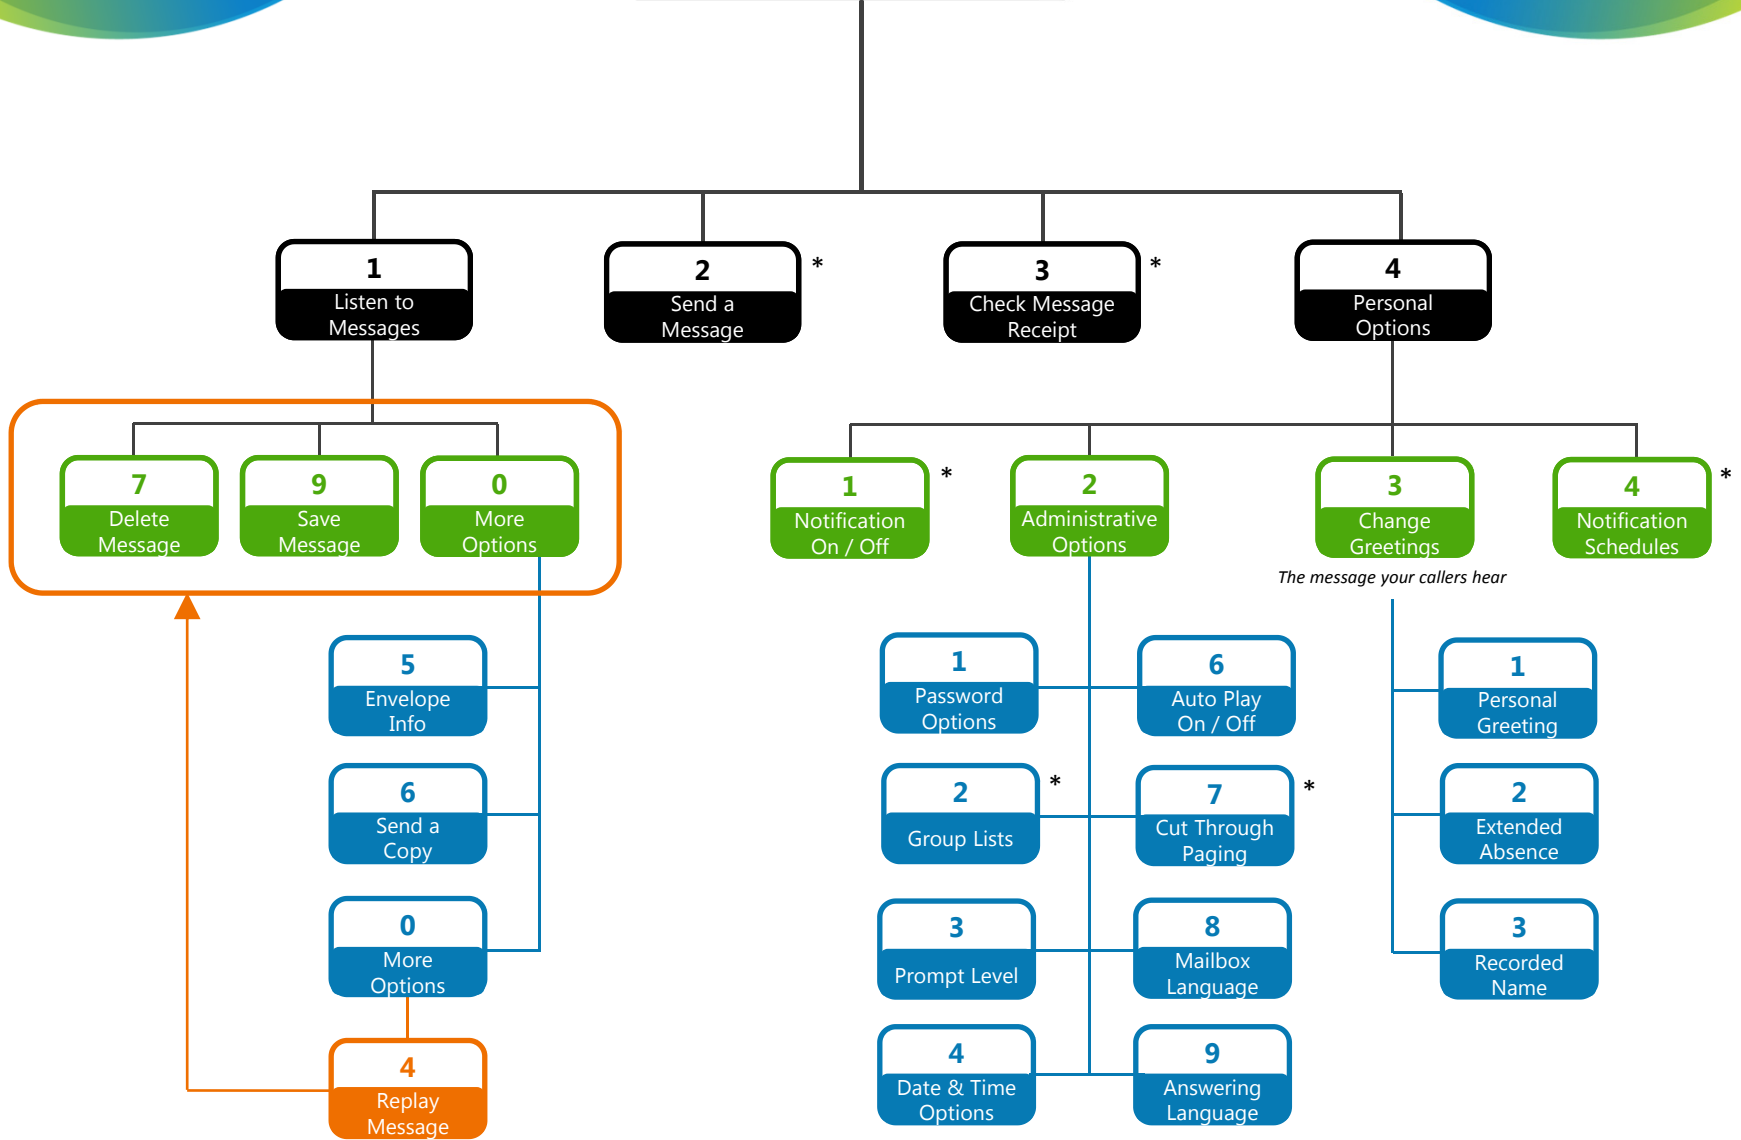 1
Listen to
Messages
2
Send a
Message
*
3
Check Message
Receipt
*
4
Personal
Options
7
Delete
Message
9
Save
Message
0
More
Options
1
Notification
On / Off
*
2
Administrative
Options
3
Change
Greetings
The message your callers hear
4
Notification
Schedules
*
5
Envelope
Info
6
Send a
Copy
0
More
Options
4
Replay
Message
1
Password
Options
2
Group Lists
*
3
Prompt Level
4
Date & Time
Options
6
Auto Play
On / Off
7
Cut Through
Paging
*
8
Mailbox
Language
9
Answering
Language
1
Personal
Greeting
2
Extended
Absence
3
Recorded
Name